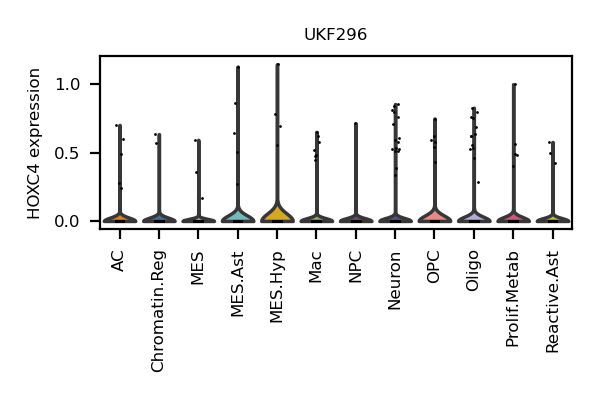 UKF296
HOXC4 expression
1.0
0.5
0.0
AC
Chromatin.Reg
MES
MES.Ast
MES.Hyp
Mac
NPC
Neuron
OPC
Oligo
Prolif.Metab
Reactive.Ast